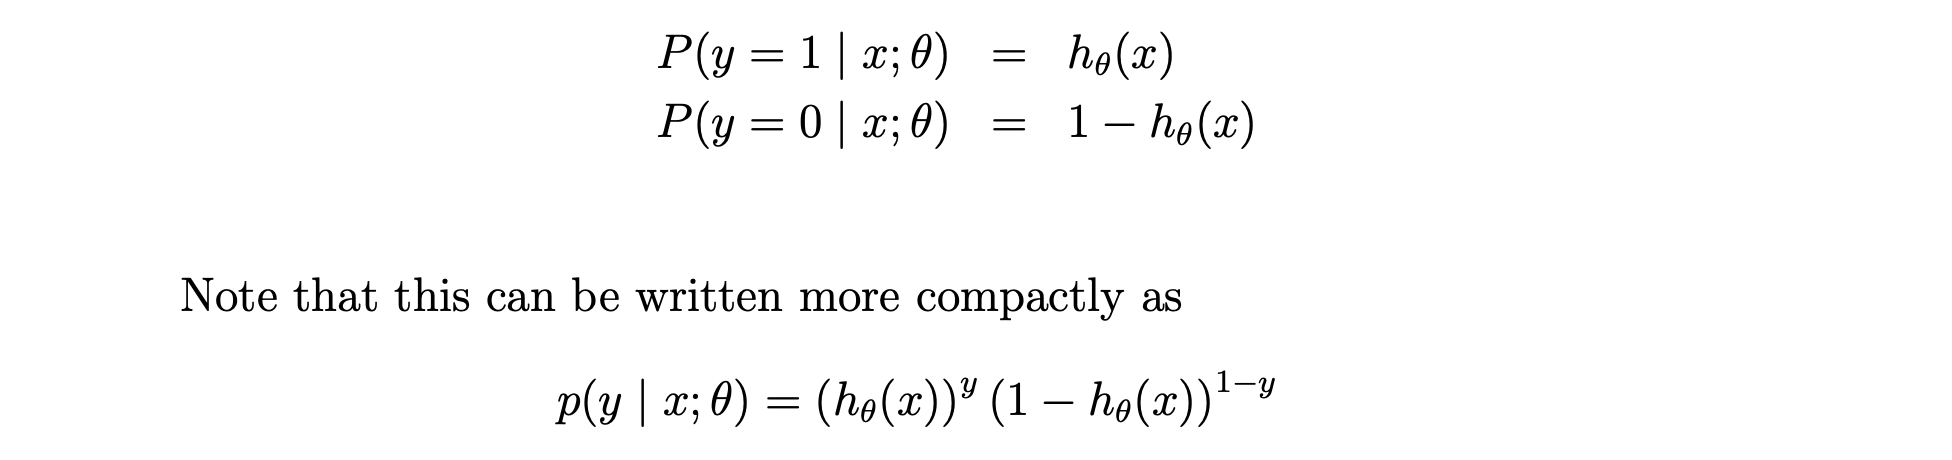 P(y = 1 | x; θ) = h_θ(x)
P(y = 0 | x; θ) = 1 − h_θ(x)
Note that this can be written more compactly as
p(y | x; θ) = (h_θ(x))^y (1 − h_θ(x))^{1−y}